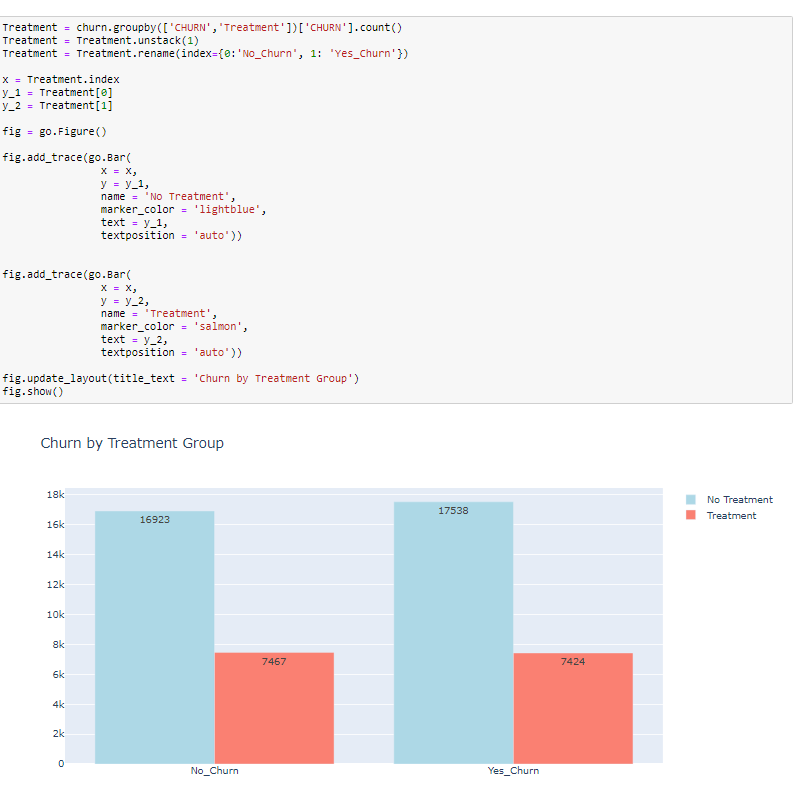 Treatment = churn.groupby(['CHURN','Treatment'])['CHURN'].count()
Treatment = Treatment.unstack(1)
Treatment = Treatment.rename(index={0:'No_Churn', 1: 'Yes_Churn'})
x = Treatment.index
y_1 = Treatment[0]
y_2 = Treatment[1]
fig = go.Figure()
fig.add_trace(go.Bar(
x = x,
y = y_1,
name = 'No Treatment',
marker_color = 'lightblue',
text = y_1,
textposition = 'auto'))
fig.add_trace(go.Bar(
x = x,
y = y_2,
name = 'Treatment',
marker_color = 'salmon',
text = y_2,
textposition = 'auto'))
fig.update_layout(title_text = 'Churn by Treatment Group')
fig.show()
Churn by Treatment Group
18k
16k
14k
12k
10k
8k
6k
4k
2k
0
16923
7467
17538
7424
No_Churn
Yes_Churn
No Treatment
Treatment